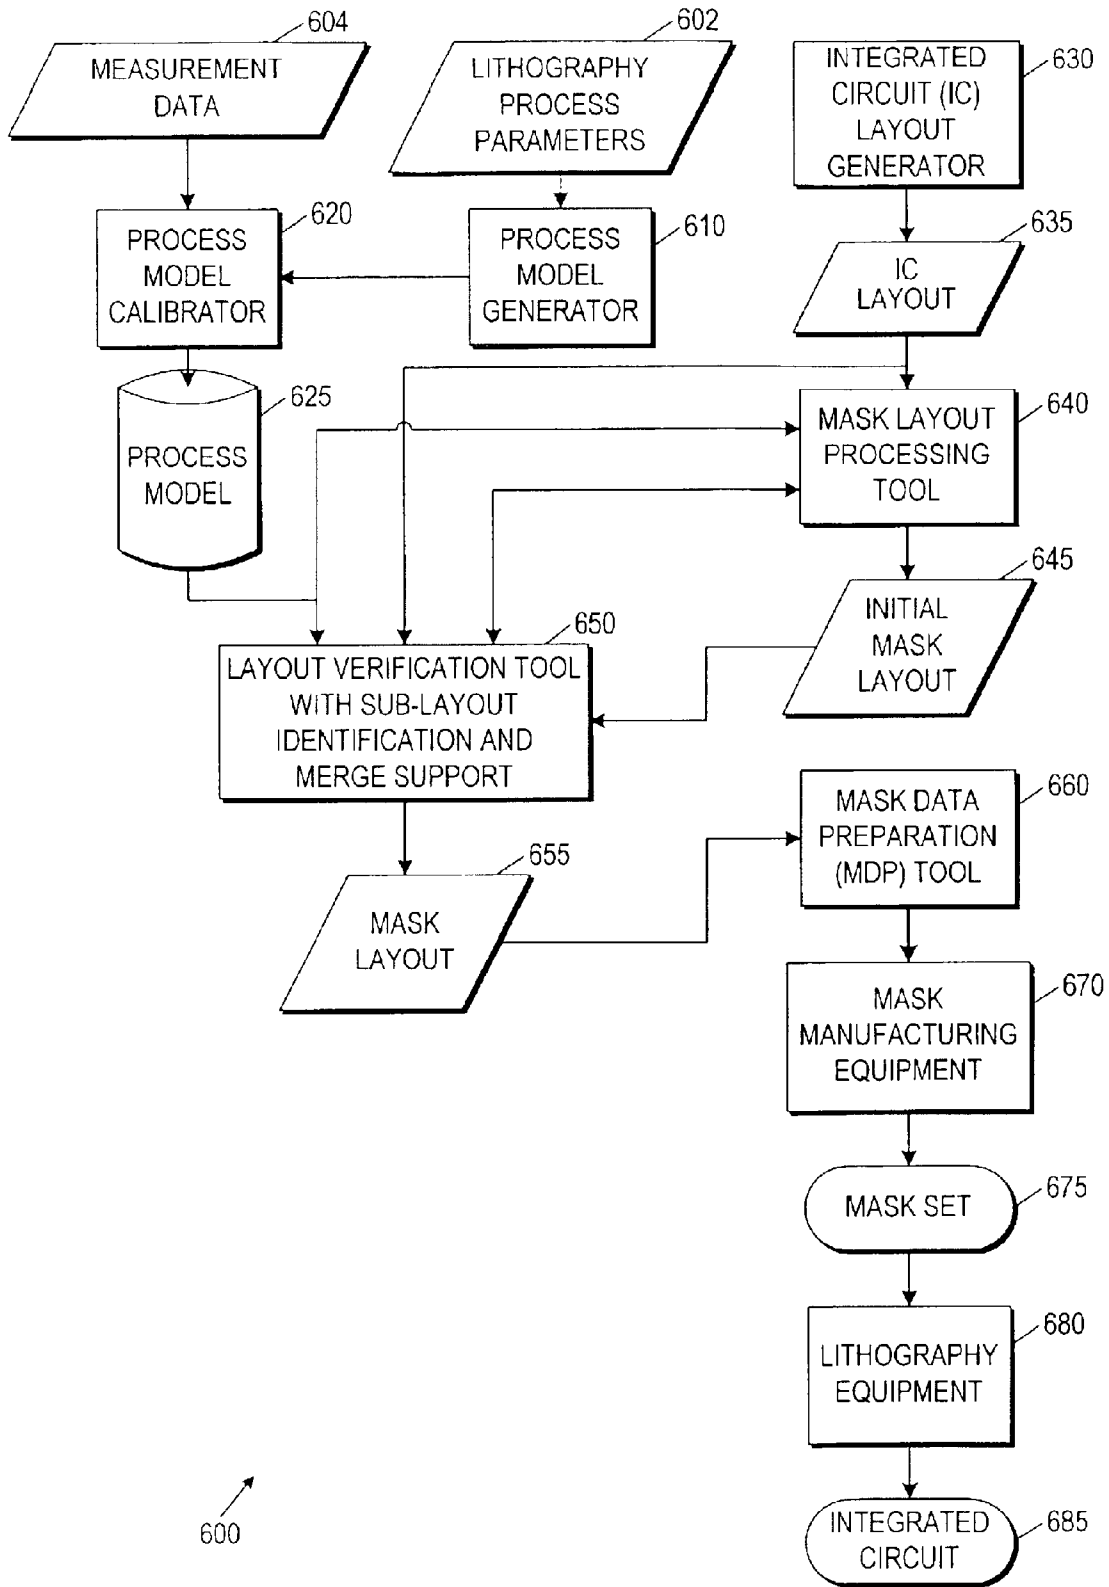 604
MEASUREMENT
DATA
602
LITHOGRAPHY
PROCESS
PARAMETERS
630
INTEGRATED
CIRCUIT (IC)
LAYOUT
GENERATOR
620
PROCESS
MODEL
CALIBRATOR
610
PROCESS
MODEL
GENERATOR
635
IC
LAYOUT
625
PROCESS
MODEL
640
MASK LAYOUT
PROCESSING
TOOL
645
INITIAL
MASK
LAYOUT
650
LAYOUT VERIFICATION TOOL
WITH SUB-LAYOUT
IDENTIFICATION AND
MERGE SUPPORT
655
MASK
LAYOUT
660
MASK DATA
PREPARATION
(MDP) TOOL
670
MASK
MANUFACTURING
EQUIPMENT
675
MASK SET
680
LITHOGRAPHY
EQUIPMENT
685
INTEGRATED
CIRCUIT
600